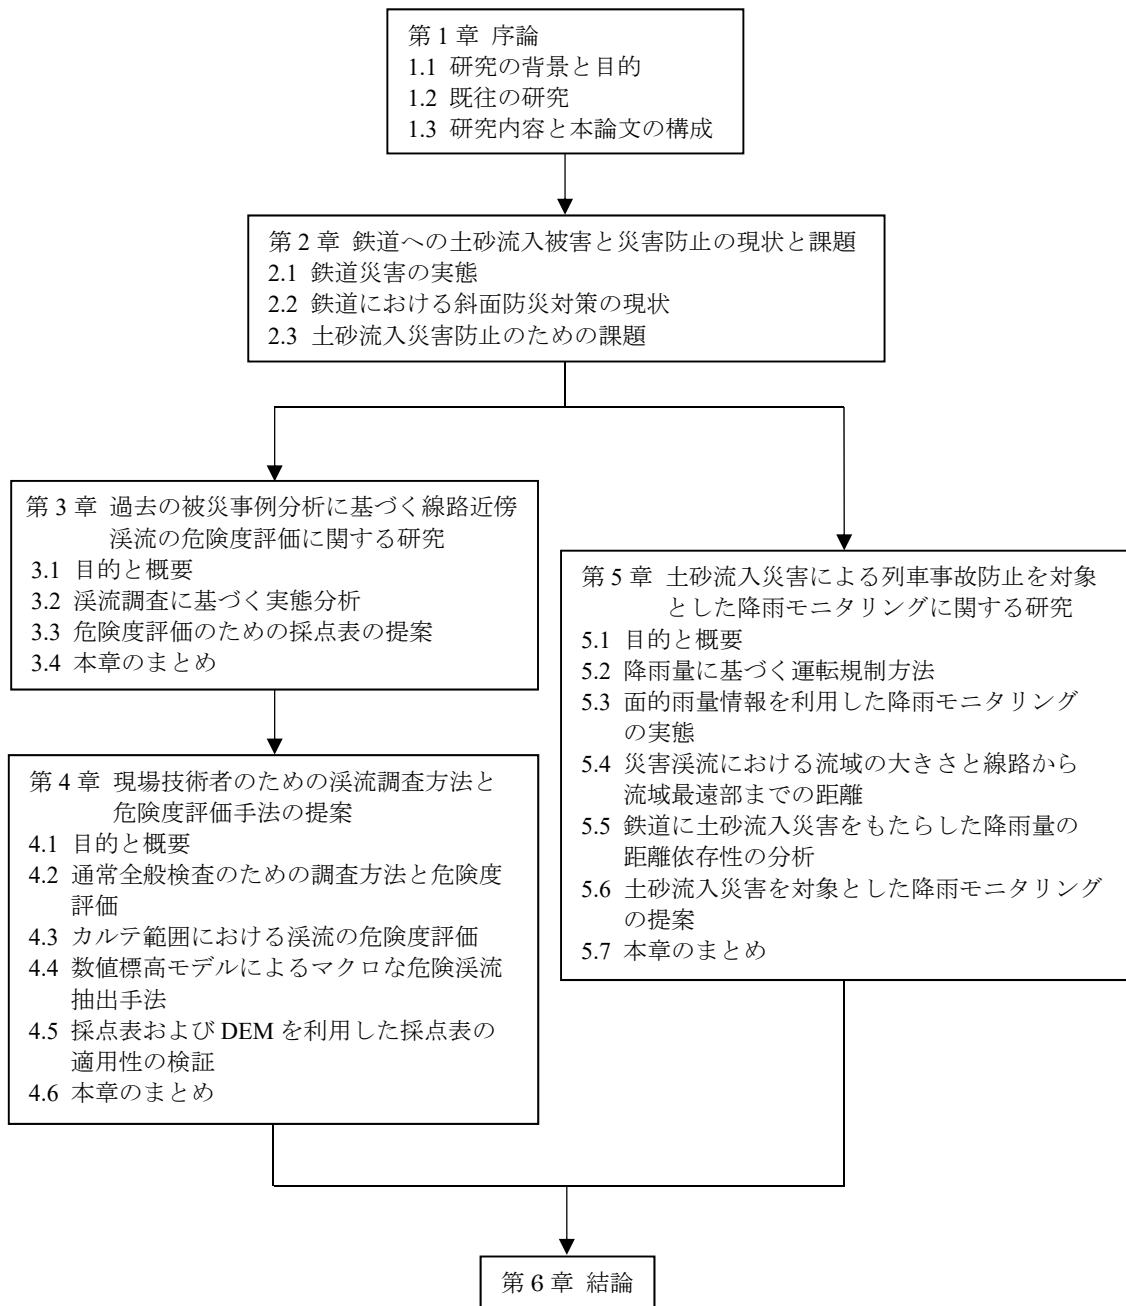 第 1 章 序論
1.1 研究の背景と目的
1.2 既往の研究
1.3 研究内容と本論文の構成
第 2 章 鉄道への土砂流入被害と災害防止の現状と課題
2.1 鉄道災害の実態
2.2 鉄道における斜面防災対策の現状
2.3 土砂流入災害防止のための課題
第 3 章 過去の被災事例分析に基づく線路近傍
渓流の危険度評価に関する研究
3.1 目的と概要
3.2 渓流調査に基づく実態分析
3.3 危険度評価のための採点表の提案
3.4 本章のまとめ
第 4 章 現場技術者のための渓流調査方法と
危険度評価手法の提案
4.1 目的と概要
4.2 通常全般検査のための調査方法と危険度
評価
4.3 カルテ範囲における渓流の危険度評価
4.4 数値標高モデルによるマクロな危険渓流
抽出手法
4.5 採点表および DEM を利用した採点表の
適用性の検証
4.6 本章のまとめ
第 5 章 土砂流入災害による列車事故防止を対象
とした降雨モニタリングに関する研究
5.1 目的と概要
5.2 降雨量に基づく運転規制方法
5.3 面的雨量情報を利用した降雨モニタリング
の実態
5.4 災害渓流における流域の大きさと線路から
流域最遠部までの距離
5.5 鉄道に土砂流入災害をもたらした降雨量の
距離依存性の分析
5.6 土砂流入災害を対象とした降雨モニタリング
の提案
5.7 本章のまとめ
第 6 章 結論